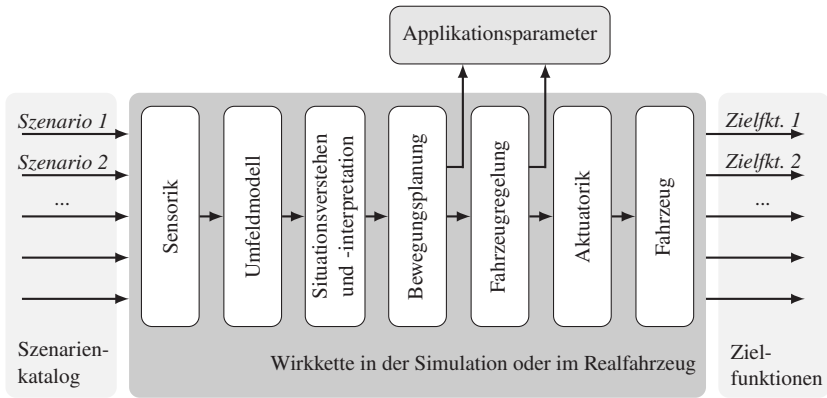 Applikationsparameter
Szenario 1
Szenario 2
...
Sensorik
Umfeldmodell
Situationsverstehen
und -interpretation
Bewegungsplanung
Fahrzeugregelung
Aktuatorik
Fahrzeug
Zielfkt. 1
Zielfkt. 2
...
Szenarien-
katalog
Wirkkette in der Simulation oder im Realfahrzeug
Ziel-
funktionen